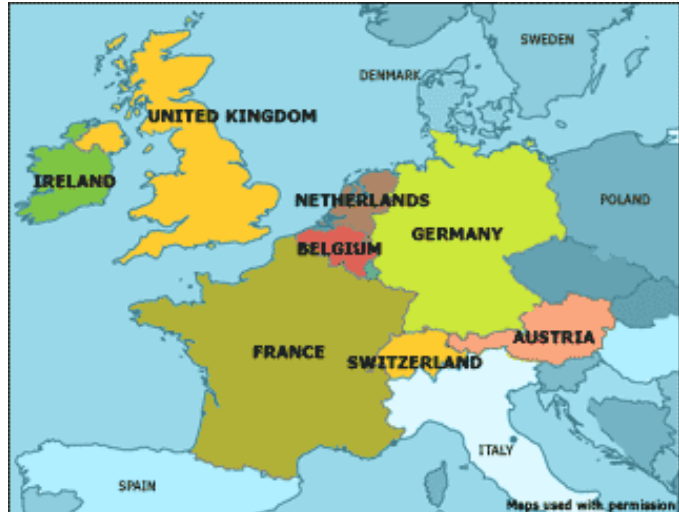 SWEDEN
DENMARK
UNITED KINGDOM
IRELAND
NETHERLANDS
POLAND
GERMANY
BELGIUM
AUSTRIA
FRANCE
SWITZERLAND
ITALY
SPAIN
Maps used with permission